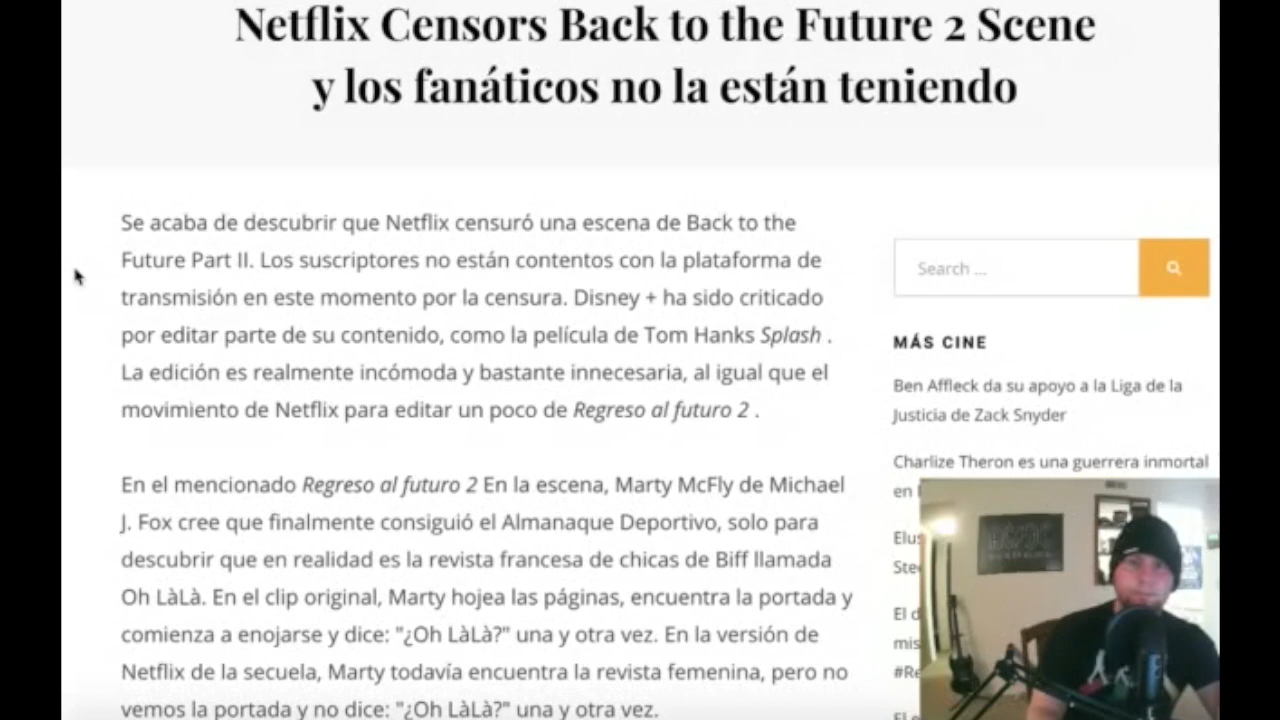 Netflix Censors Back to the Future 2 Scene
y los fanáticos no la están teniendo
Se acaba de descubrir que Netflix censuró una escena de Back to the
Future Part II. Los suscriptores no están contentos con la plataforma de
transmisión en este momento por la censura. Disney + ha sido criticado
por editar parte de su contenido, como la película de Tom Hanks Splash .
La edición es realmente incómoda y bastante innecesaria, al igual que el
movimiento de Netflix para editar un poco de Regreso al futuro 2 .
En el mencionado Regreso al futuro 2 En la escena, Marty McFly de Michael
J. Fox cree que finalmente consiguió el Almanaque Deportivo, solo para
descubrir que en realidad es la revista francesa de chicas de Biff llamada
Oh LàLà. En el clip original, Marty hojea las páginas, encuentra la portada y
comienza a enojarse y dice: "¿Oh LàLà?" una y otra vez. En la versión de
Netflix de la secuela, Marty todavía encuentra la revista femenina, pero no
vemos la portada y no dice: "¿Oh LàLà?" una y otra vez.
Search ...
MÁS CINE
Ben Affleck da su apoyo a la Liga de la
Justicia de Zack Snyder
Charlize Theron es una guerrera inmortal
en
El d
AC/DC